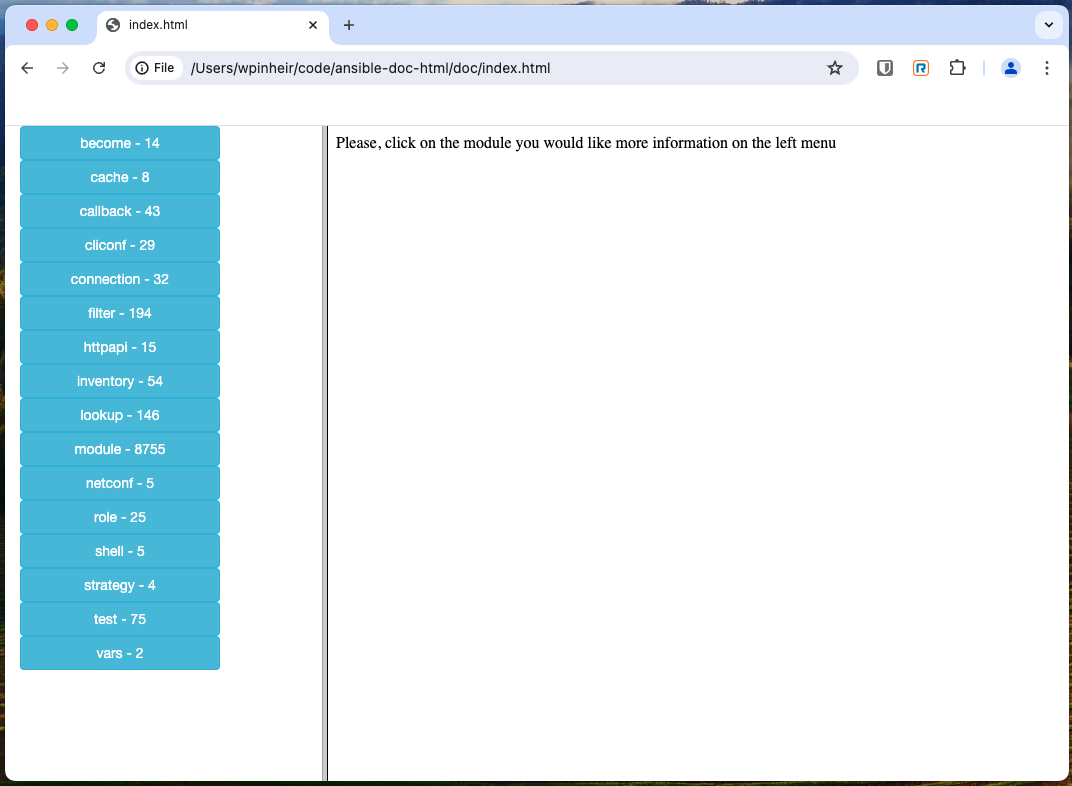 index.html
File
/Users/wpinheir/code/ansible-doc-html/doc/index.html
become - 14
cache - 8
callback - 43
cliconf - 29
connection - 32
filter - 194
httpapi - 15
inventory - 54
lookup - 146
module - 8755
netconf - 5
role - 25
shell - 5
strategy - 4
test - 75
vars - 2
Please, click on the module you would like more information on the left menu